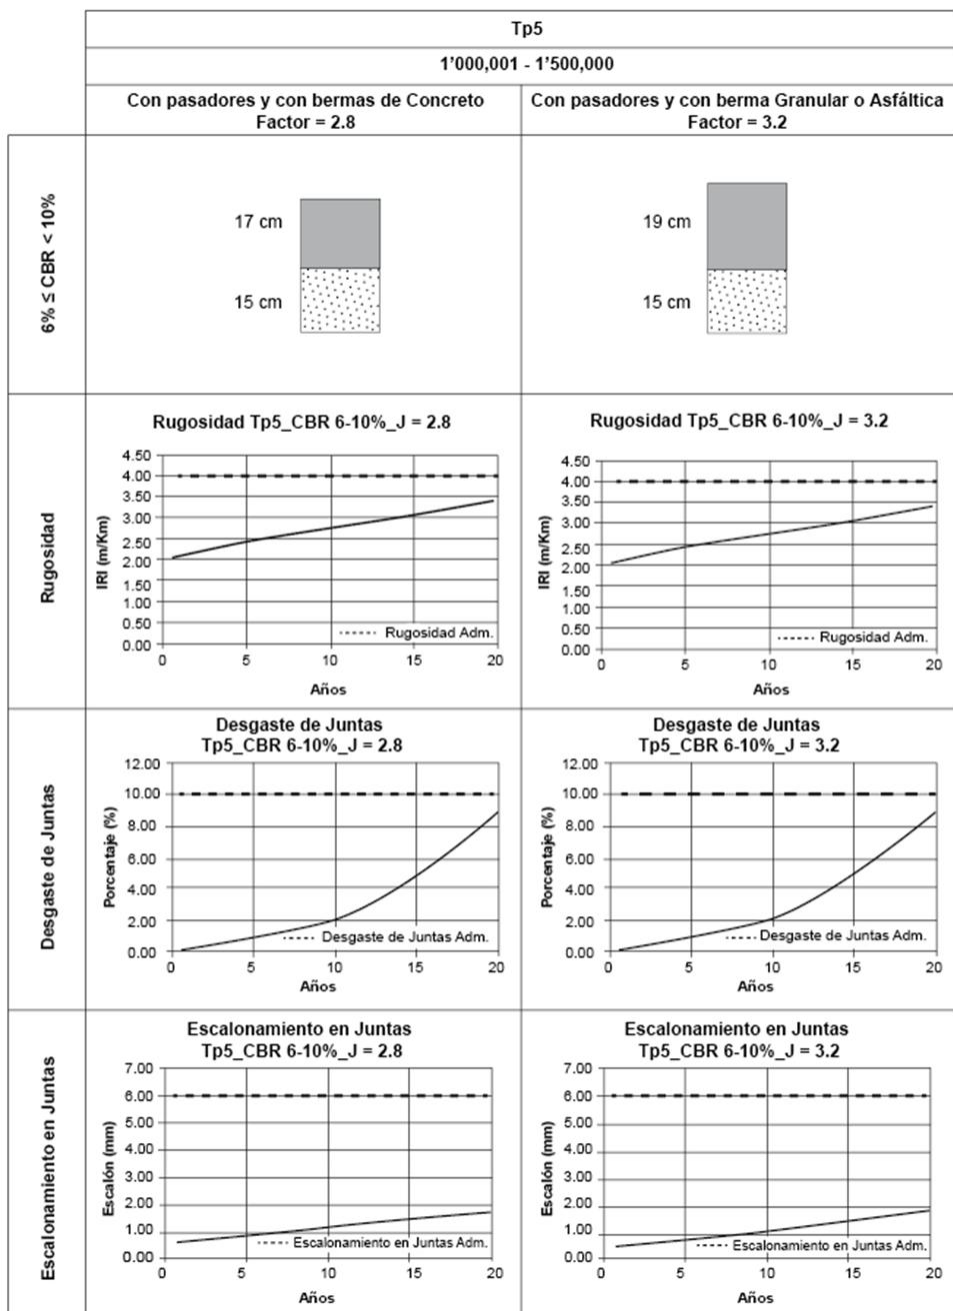 Tp5
1'000,001 - 1'500,000
Con pasadores y con bermas de Concreto
Factor = 2.8
Con pasadores y con berma Granular o Asfáltica
Factor = 3.2
6% ≤ CBR < 10%
17 cm
15 cm
19 cm
15 cm
Rugosidad
Rugosidad Tp5_CBR 6-10%_J = 2.8
IRI (m/Km)
4.50
4.00
3.50
3.00
2.50
2.00
1.50
1.00
0.50
0.00
Rugosidad Adm.
0 5 10 15 20
Años
Rugosidad Tp5_CBR 6-10%_J = 3.2
IRI (m/Km)
4.50
4.00
3.50
3.00
2.50
2.00
1.50
1.00
0.50
0.00
Rugosidad Adm.
0 5 10 15 20
Años
Desgaste de Juntas
Desgaste de Juntas
Tp5_CBR 6-10%_J = 2.8
Porcentaje (%)
12.00
10.00
8.00
6.00
4.00
2.00
0.00
Desgaste de Juntas Adm.
0 5 10 15 20
Años
Desgaste de Juntas
Tp5_CBR 6-10%_J = 3.2
Porcentaje (%)
12.00
10.00
8.00
6.00
4.00
2.00
0.00
Desgaste de Juntas Adm.
0 5 10 15 20
Años
Escalonamiento en Juntas
Escalonamiento en Juntas
Tp5_CBR 6-10%_J = 2.8
Escalón (mm)
7.00
6.00
5.00
4.00
3.00
2.00
1.00
0.00
Escalonamiento en Juntas Adm.
0 5 10 15 20
Años
Escalonamiento en Juntas
Tp5_CBR 6-10%_J = 3.2
Escalón (mm)
7.00
6.00
5.00
4.00
3.00
2.00
1.00
0.00
Escalonamiento en Juntas Adm.
0 5 10 15 20
Años